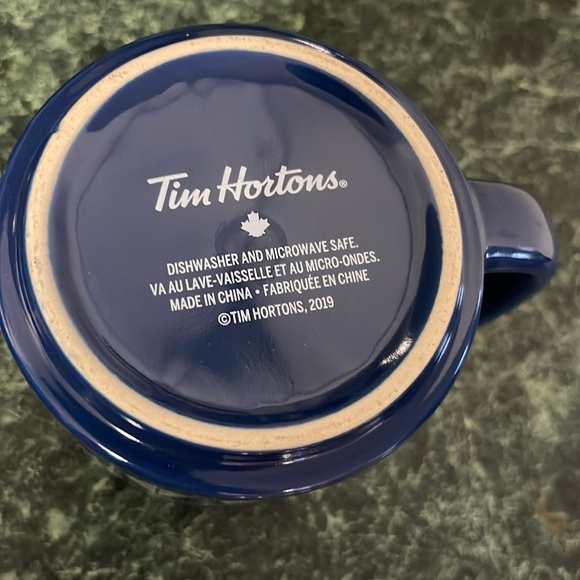 Tim Hortons®
DISHWASHER AND MICROWAVE SAFE.
VA AU LAVE-VAISSELLE ET AU MICRO-ONDES.
MADE IN CHINA • FABRIQUÉE EN CHINE
©TIM HORTONS, 2019